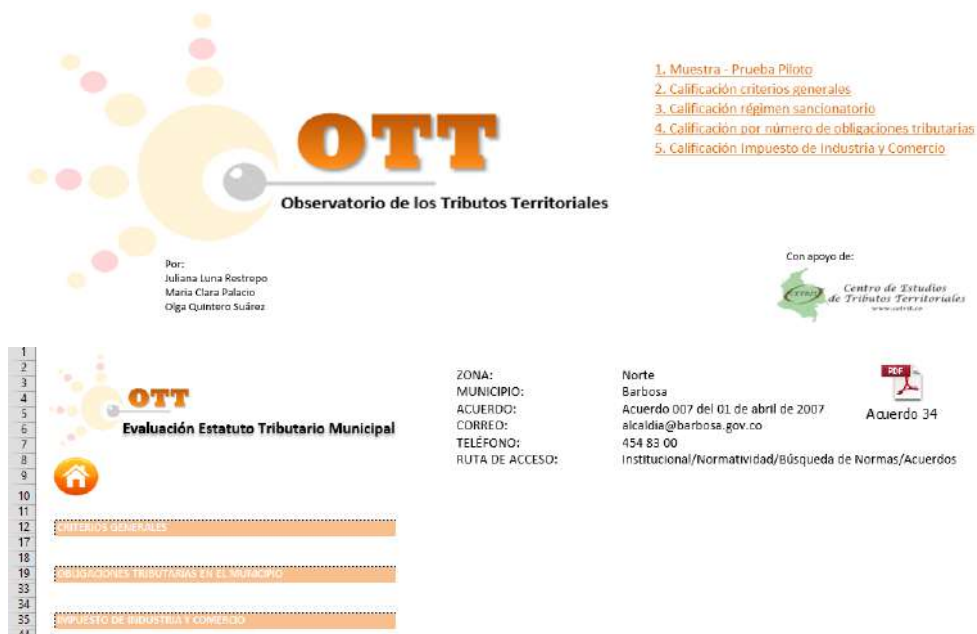 1. Muestra - Prueba Piloto
2. Calificación criterios generales
3. Calificación régimen sancionatorio
4. Calificación por número de obligaciones tributarias
5. Calificación Impuesto de Industria y Comercio
OTT
Observatorio de los Tributos Territoriales
Por:
Juliana Luna Restrepo
Maria Clara Palacio
Olga Quintero Suárez
Con apoyo de:
Centro de Estudios
de Tributos Territoriales
1
2
3
4
5
6
7
8
9
10
11
12
17
18
19
33
34
35
OTT
Evaluación Estatuto Tributario Municipal
ZONA: Norte
MUNICIPIO: Barbosa
ACUERDO: Acuerdo 007 del 01 de abril de 2007
CORREO: alcaldia@barbosa.gov.co
TELÉFONO: 454 83 00
RUTA DE ACCESO: Institucional/Normatividad/Búsqueda de Normas/Acuerdos
PDF
Acuerdo 34
CRITERIOS GENERALES
OBLIGACIONES TRIBUTARIAS EN EL MUNICIPIO
IMPUESTO DE INDUSTRIA Y COMERCIO